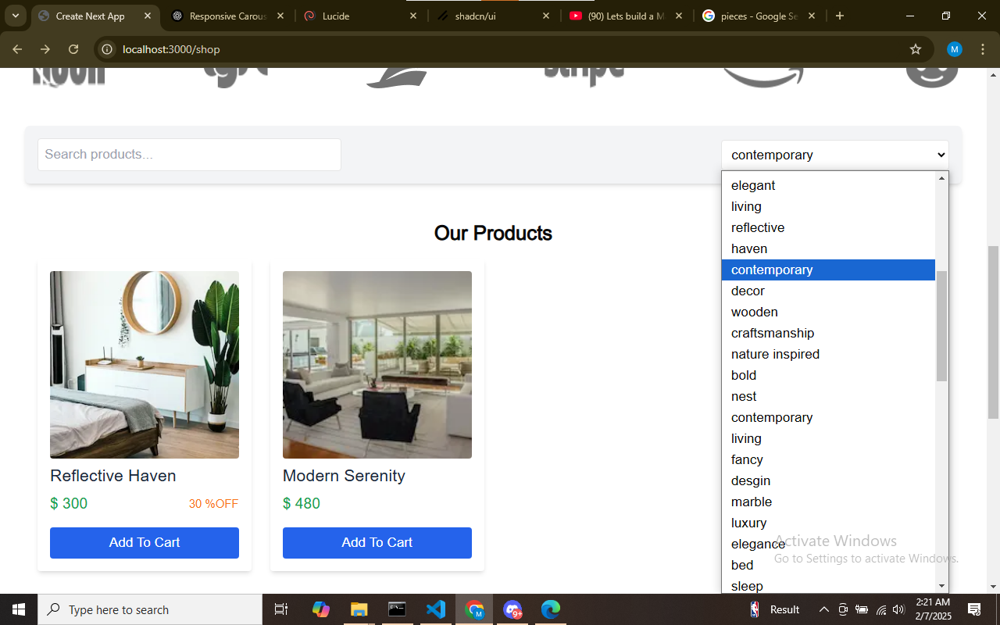 Create Next App
Responsive Carous
Lucide
shadcn/ui
(90) Lets build a M
pieces - Google Se
localhost:3000/shop
M
noon
stripe
Search products...
contemporary
elegant
living
reflective
haven
contemporary
decor
wooden
craftsmanship
nature inspired
bold
nest
contemporary
living
fancy
desgin
marble
luxury
elegance
bed
sleep
Our Products
Reflective Haven
$ 300
30 %OFF
Add To Cart
Modern Serenity
$ 480
Add To Cart
Activate Windows
Go to Settings to activate Windows.
Type here to search
M
9+
Result
2:21 AM
2/7/2025